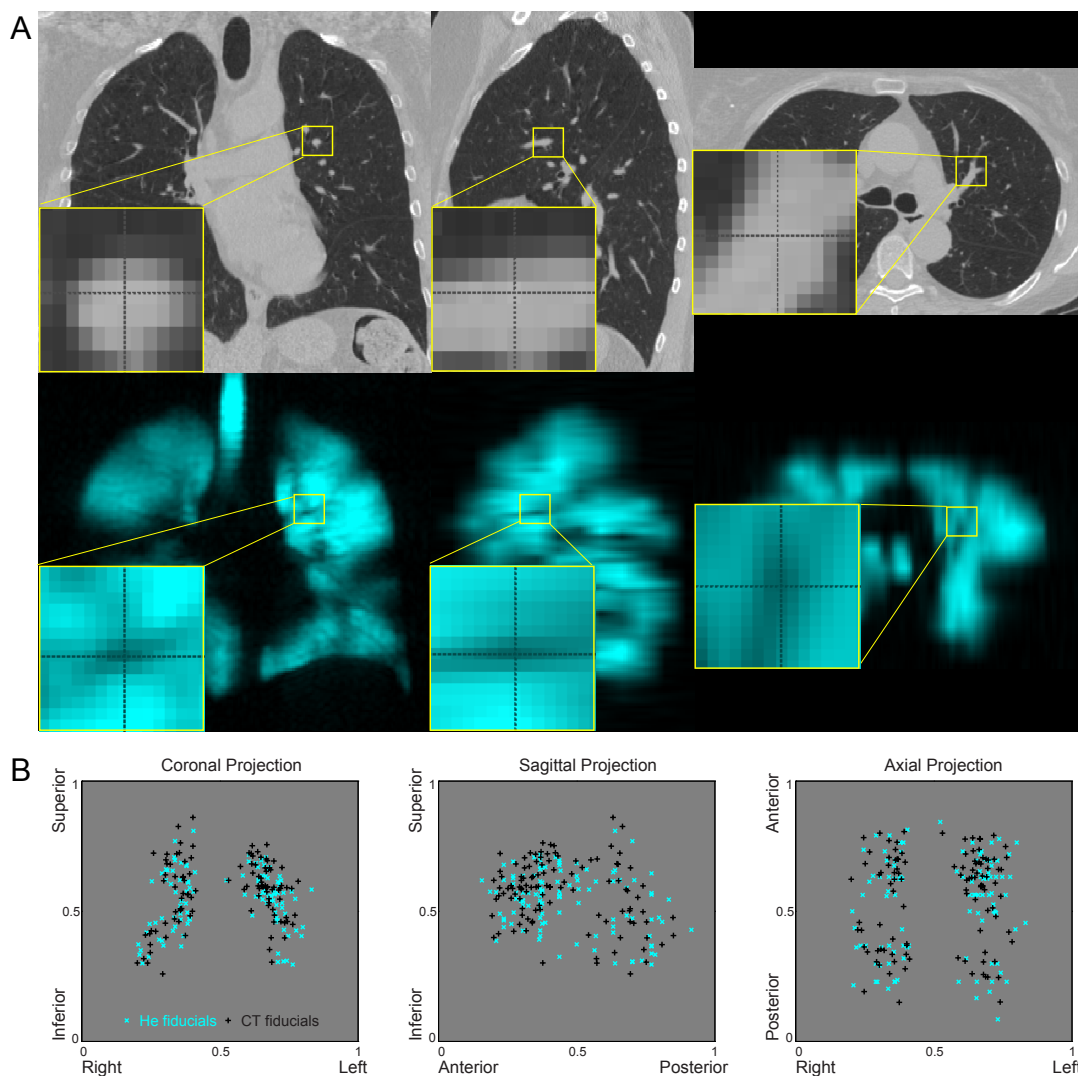 A
B
Coronal Projection
Sagittal Projection
Axial Projection
1
Superior
0.5
Inferior
0
He fiducials
CT fiducials
0
0.5
1
Right
Left
1
Superior
0.5
Inferior
0
0
0.5
1
Anterior
Posterior
1
Anterior
0.5
Posterior
0
0
0.5
1
Right
Left